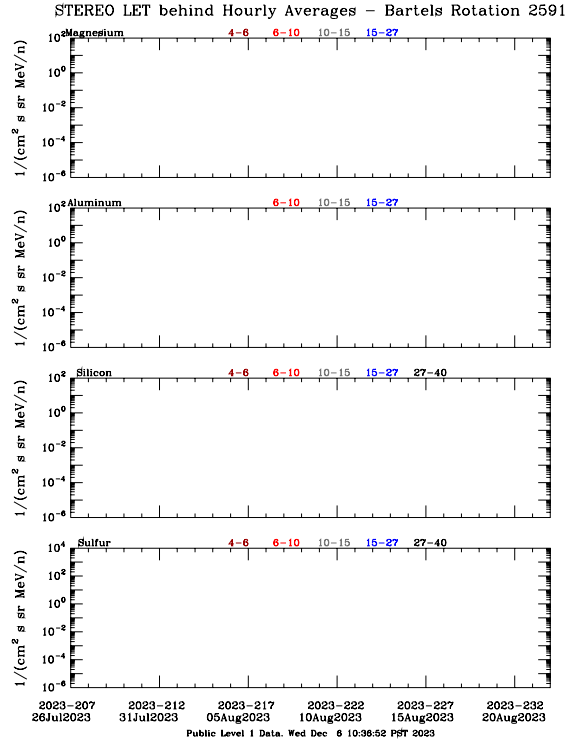 STEREO LET behind Hourly Averages - Bartels Rotation 2591
Magnesium 4-6 6-10 10-15 15-27
10² 10⁰ 10⁻² 10⁻⁴ 10⁻⁶
1/(cm² s sr MeV/n)
Aluminum 6-10 10-15 15-27
10² 10⁰ 10⁻² 10⁻⁴ 10⁻⁶
1/(cm² s sr MeV/n)
Silicon 4-6 6-10 10-15 15-27 27-40
10² 10⁰ 10⁻² 10⁻⁴ 10⁻⁶
1/(cm² s sr MeV/n)
Sulfur 4-6 6-10 10-15 15-27 27-40
10⁴ 10² 10⁰ 10⁻² 10⁻⁴ 10⁻⁶
1/(cm² s sr MeV/n)
2023-207 2023-212 2023-217 2023-222 2023-227 2023-232
26Jul2023 31Jul2023 05Aug2023 10Aug2023 15Aug2023 20Aug2023
Public Level 1 Data. Wed Dec 6 10:36:52 PST 2023